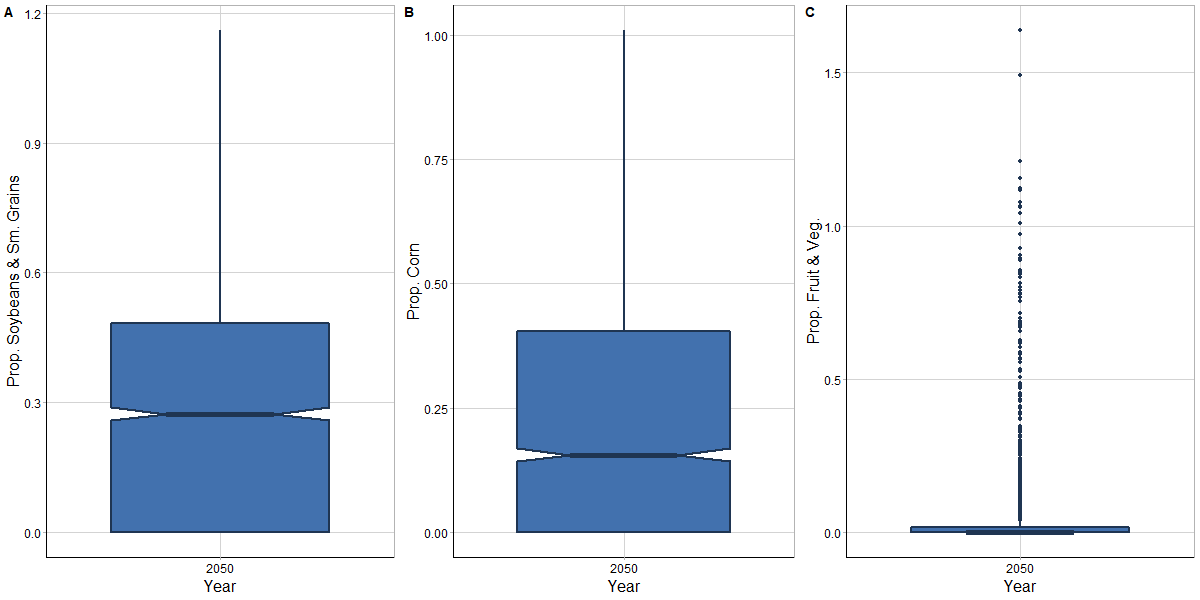 A
Prop. Soybeans & Sm. Grains
1.2
0.9
0.6
0.3
0.0
2050
Year
B
Prop. Corn
1.00
0.75
0.50
0.25
0.00
2050
Year
C
Prop. Fruit & Veg.
1.5
1.0
0.5
0.0
2050
Year